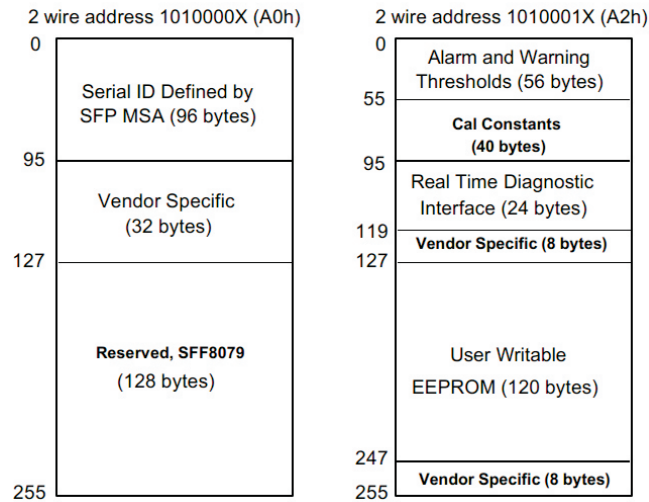 2 wire address 1010000X (A0h)
0
Serial ID Defined by
SFP MSA (96 bytes)
95
Vendor Specific
(32 bytes)
127
Reserved, SFF8079
(128 bytes)
255
2 wire address 1010001X (A2h)
0
Alarm and Warning
Thresholds (56 bytes)
55
Cal Constants
(40 bytes)
95
Real Time Diagnostic
Interface (24 bytes)
119
Vendor Specific (8 bytes)
127
User Writable
EEPROM (120 bytes)
247
Vendor Specific (8 bytes)
255